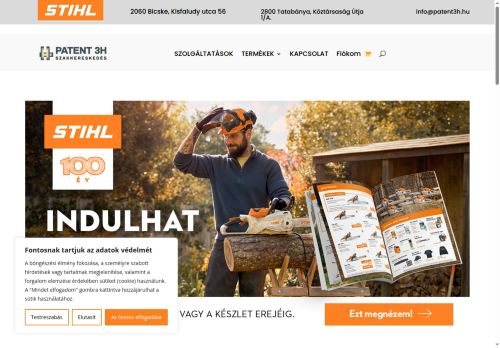 STIHL
2060 Bicske, Kisfaludy utca 56
2800 Tatabánya, Köztársaság Útja
1/A.
info@patent3h.hu
PATENT 3H
SZAKKERESKEDÉS
SZOLGÁLTATÁSOK
TERMÉKEK
KAPCSOLAT
Fiókom
STIHL
100
ÉV
INDULHAT
VAGY A KÉSZLET EREJÉIG.
Ezt megnézem!
Fontosnak tartjuk az adatok védelmét
A böngészési élmény fokozása, a személyre szabott
hirdetések vagy tartalmak megjelenítése, valamint a
forgalom elemzése érdekében sütiket (cookie) használunk.
A "Mindet elfogadom" gombra kattintva hozzájárulhat a
sütik használatához.
Testreszabás
Elutasít
Az összes elfogadása